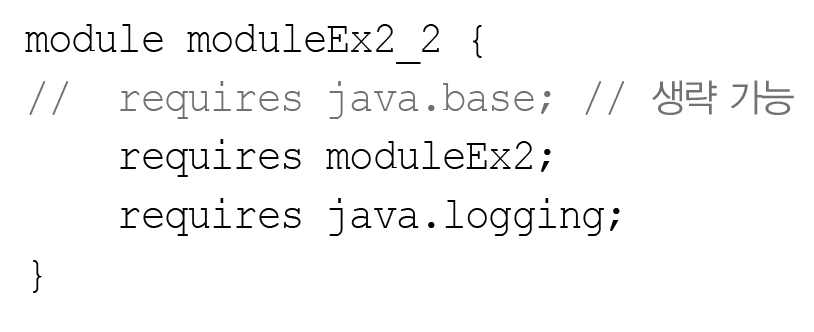 module moduleEx2_2 {
//  requires java.base; // 생략 가능
    requires moduleEx2;
    requires java.logging;
}